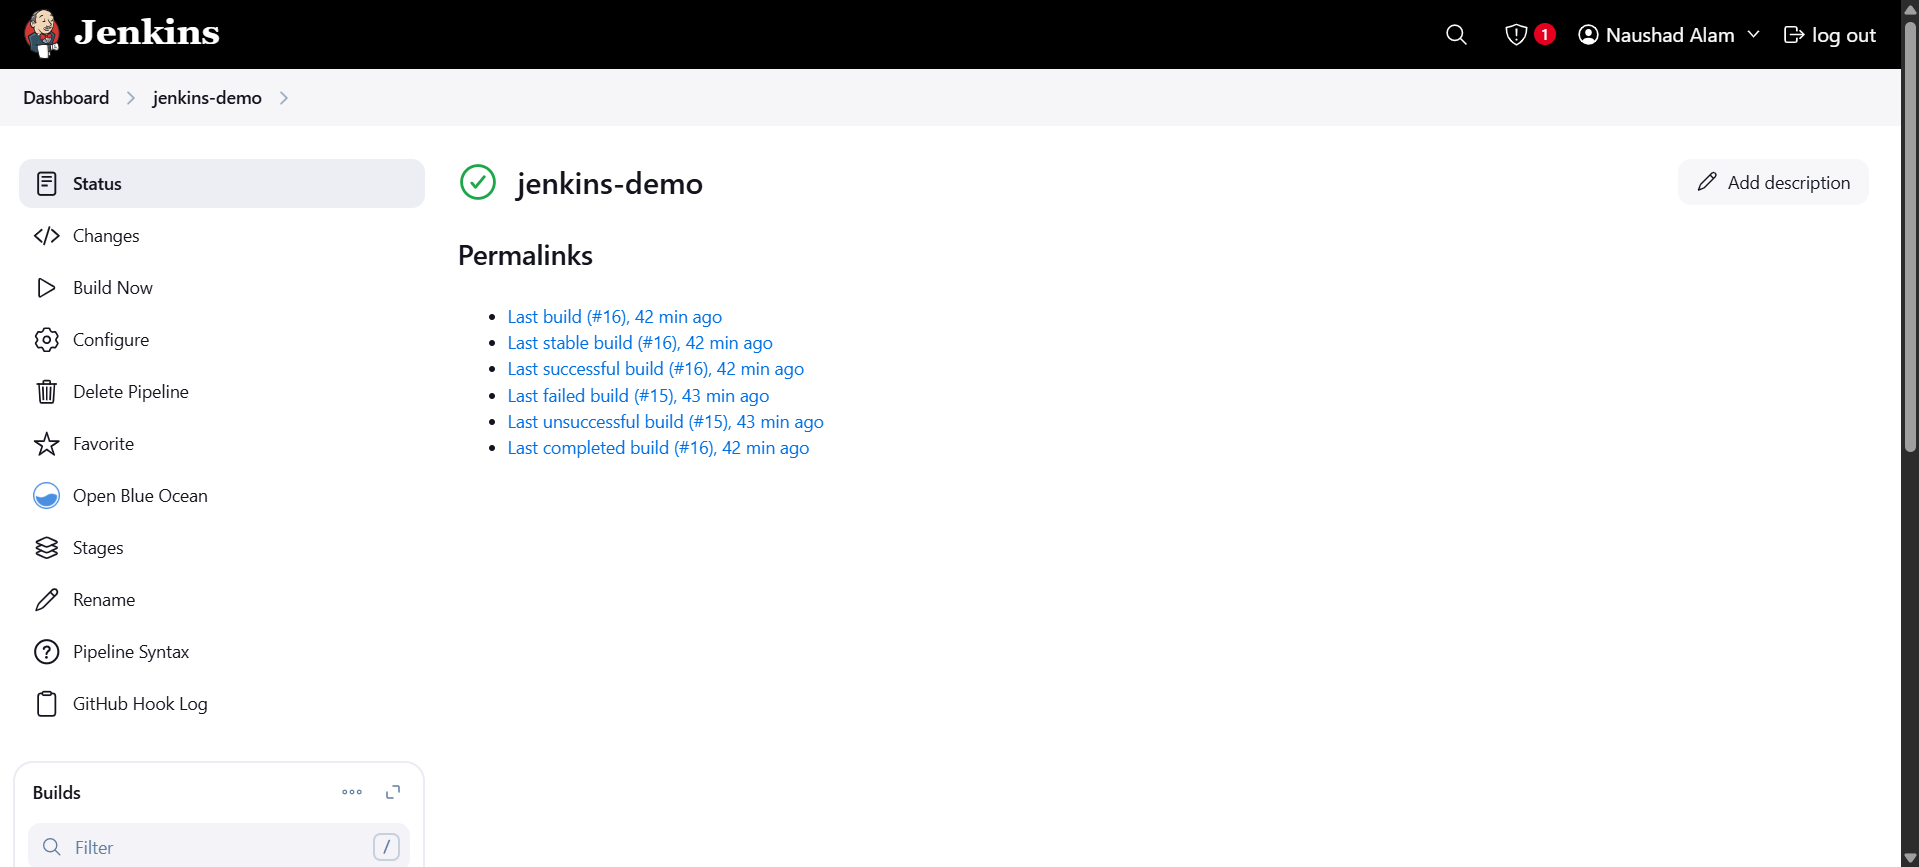 Jenkins
1
Naushad Alam
log out
Dashboard
jenkins-demo
Status
Changes
Build Now
Configure
Delete Pipeline
Favorite
Open Blue Ocean
Stages
Rename
Pipeline Syntax
GitHub Hook Log
Builds
Filter
/
jenkins-demo
Add description
Permalinks
Last build (#16), 42 min ago
Last stable build (#16), 42 min ago
Last successful build (#16), 42 min ago
Last failed build (#15), 43 min ago
Last unsuccessful build (#15), 43 min ago
Last completed build (#16), 42 min ago